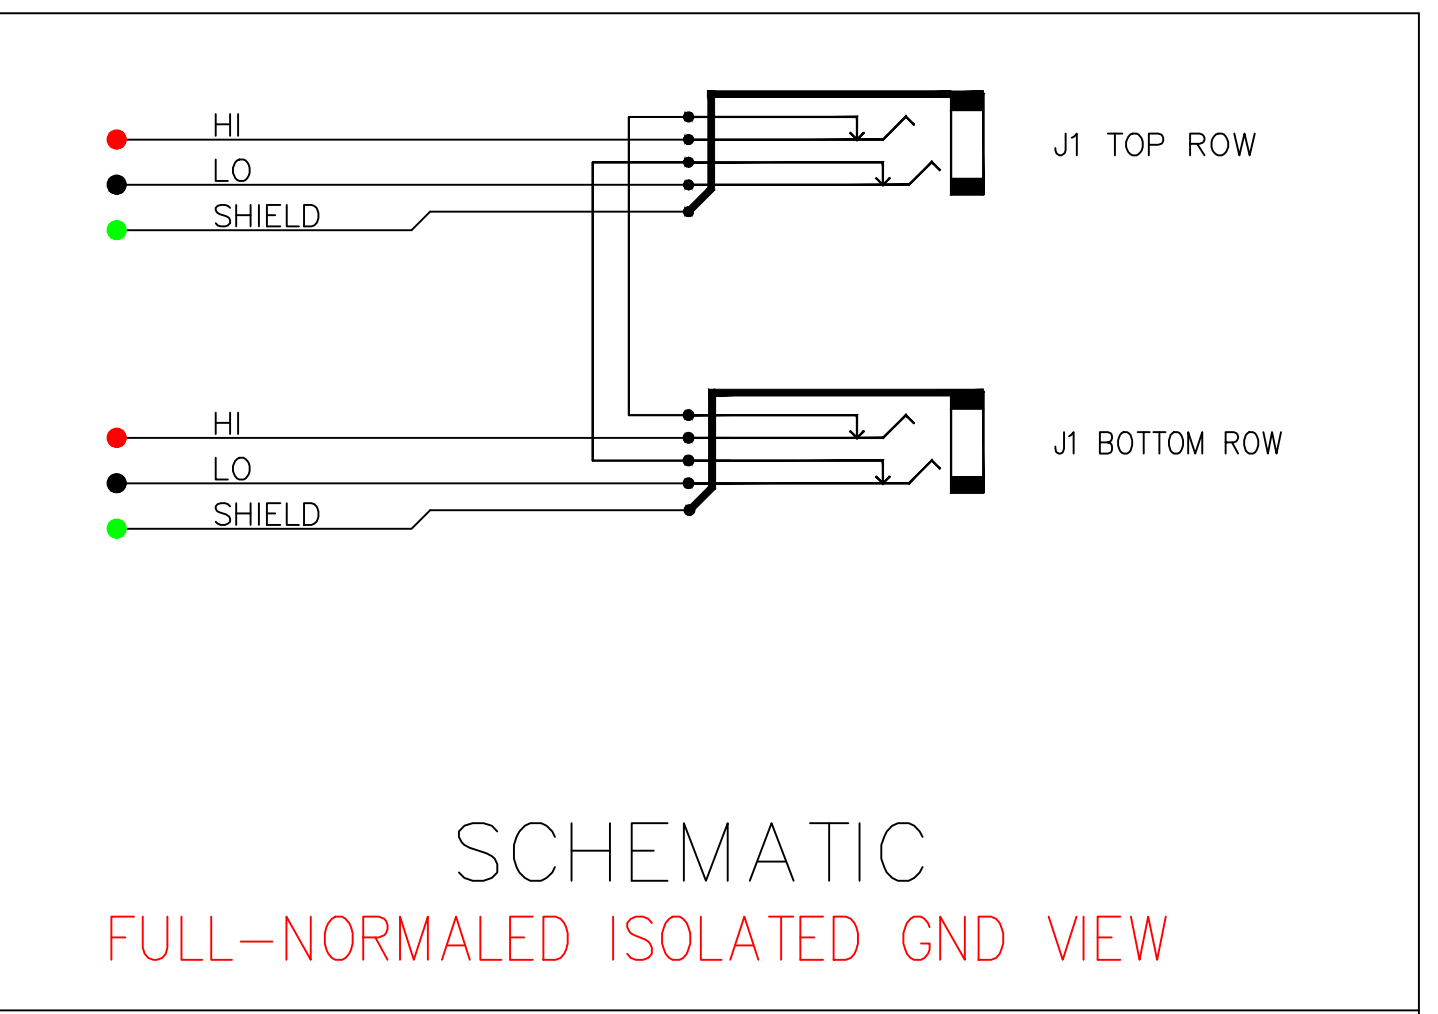 HI
LO
SHIELD
J1 TOP ROW
HI
LO
SHIELD
J1 BOTTOM ROW
SCHEMATIC
FULL-NORMALED ISOLATED GND VIEW